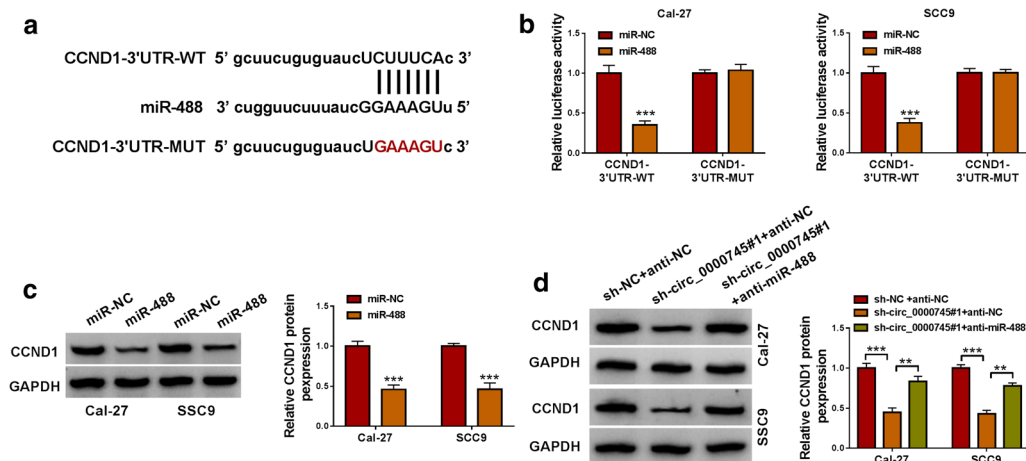 a
CCND1-3'UTR-WT 5' gcuucuguguaucUCUUUCAc 3'
miR-488 3' cugguucuuuaucGGAAAGUu 5'
CCND1-3'UTR-MUT 5' gcuucuguguaucUGAAAGUc 3'
b
Cal-27
Relative luciferase activity
miR-NC
miR-488
1.5
1.0
0.5
0.0
***
CCND1-
3'UTR-WT
CCND1-
3'UTR-MUT
SCC9
Relative luciferase activity
miR-NC
miR-488
1.5
1.0
0.5
0.0
***
CCND1-
3'UTR-WT
CCND1-
3'UTR-MUT
c
miR-NC
miR-488
miR-NC
miR-488
CCND1
GAPDH
Cal-27
SSC9
Relative CCND1 protein
pexpression
miR-NC
miR-488
1.5
1.0
0.5
0.0
***
***
Cal-27
SCC9
d
sh-NC+anti-NC
sh-circ_0000745#1+anti-NC
sh-circ_0000745#1
+anti-miR-488
CCND1
GAPDH
Cal-27
CCND1
GAPDH
SSC9
Relative CCND1 protein
pexpression
sh-NC +anti-NC
sh-circ_0000745#1+anti-NC
sh-circ_0000745#1+anti-miR-488
1.5
1.0
0.5
0.0
***
**
***
**
Cal-27
SCC9